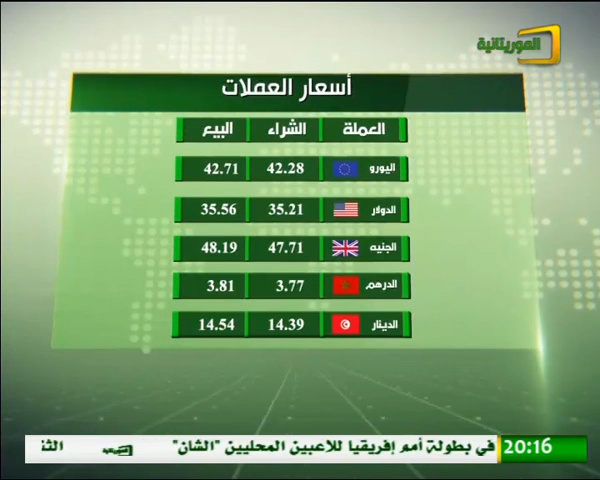 الموريتانية
أسعار العملات
العملة الشراء البيع
اليورو 42.28 42.71
الدولار 35.21 35.56
الجنيه 47.71 48.19
الدرهم 3.77 3.81
الدينار 14.39 14.54
20:16 في بطولة أمم إفريقيا للاعبين المحليين "الشان"